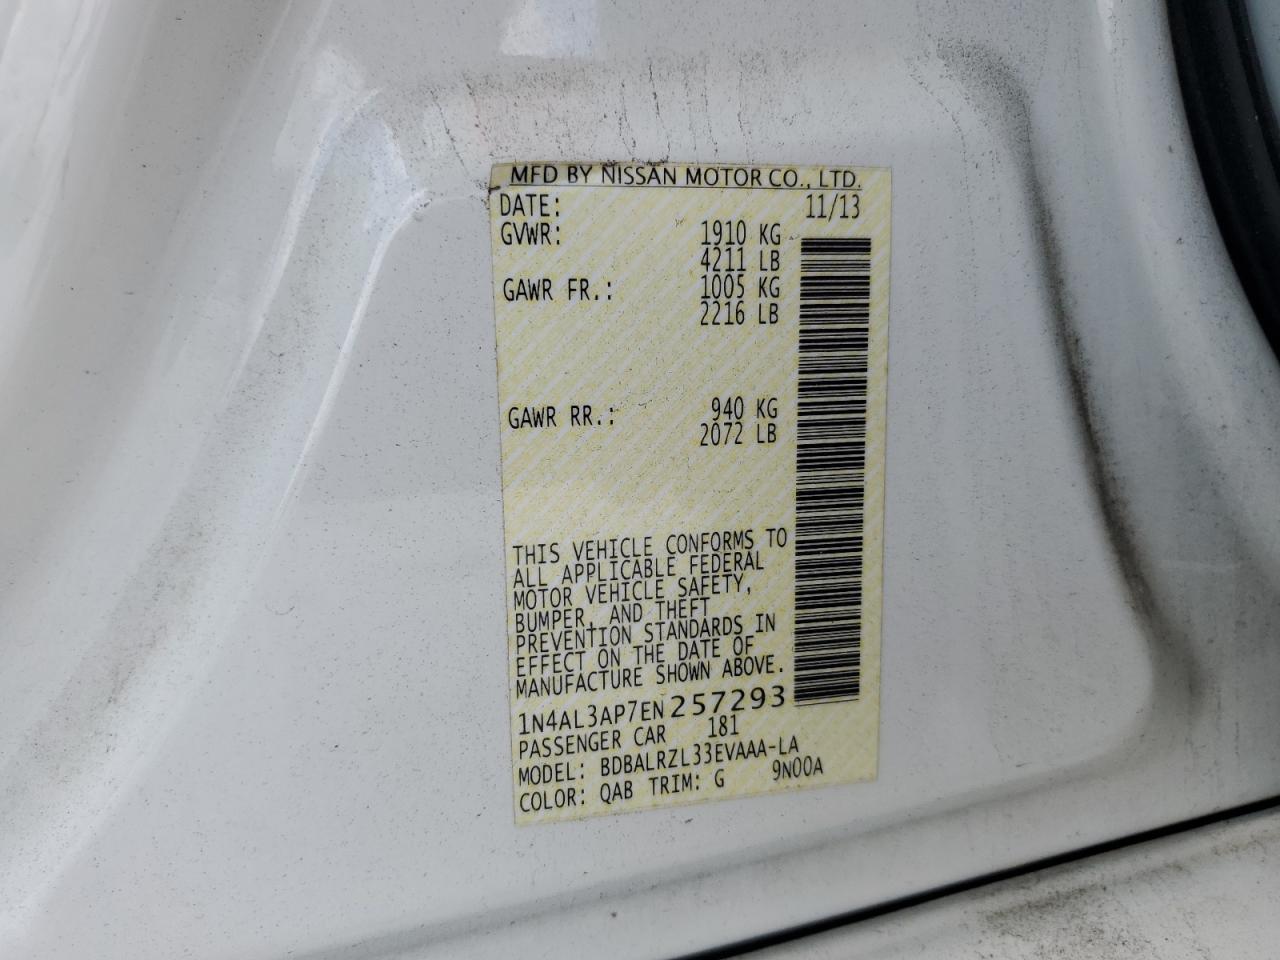 MFD BY NISSAN MOTOR CO., LTD.
DATE: 11/13
GVWR: 1910 KG
4211 LB
GAWR FR.: 1005 KG
2216 LB
GAWR RR.: 940 KG
2072 LB
THIS VEHICLE CONFORMS TO
ALL APPLICABLE FEDERAL
MOTOR VEHICLE SAFETY,
BUMPER, AND THEFT
PREVENTION STANDARDS IN
EFFECT ON THE DATE OF
MANUFACTURE SHOWN ABOVE.
1N4AL3AP7EN257293
PASSENGER CAR 181
MODEL: BDBALRZL33EVAAA-LA
COLOR: QAB TRIM: G 9N00A